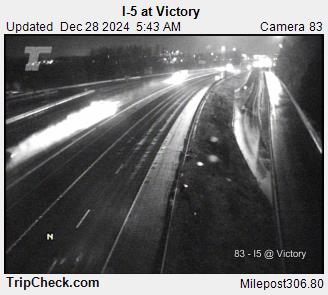 I-5 at Victory
Updated Dec 28 2024 5:43 AM Camera 83
N
83 - I5 @ Victory
TripCheck.com Milepost306.80